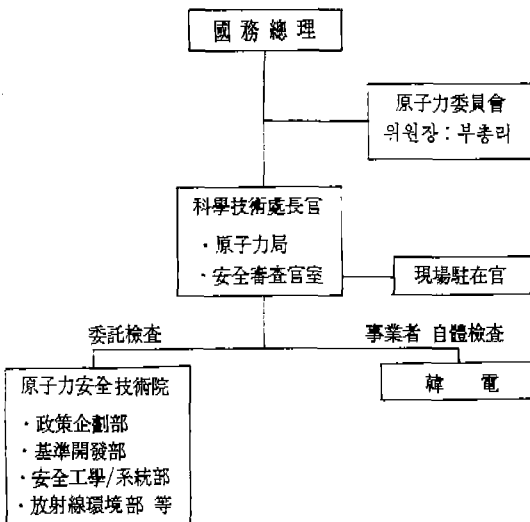 國務總理
原子力委員會
위원장 : 부총리
科學技術處長官
· 原子力局
· 安全審査官室
現場駐在官
委託檢査
事業者 自體檢査
原子力安全技術院
· 政策企劃部
· 基準開發部
· 安全工學/系統部
· 放射線環境部 等
韓 電